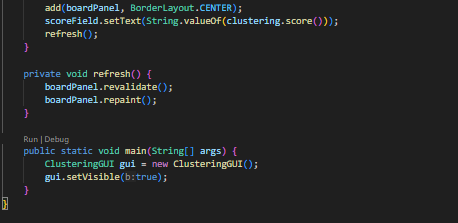 add(boardPanel, BorderLayout.CENTER);
scoreField.setText(String.valueOf(clustering.score()));
refresh();
}
private void refresh() {
boardPanel.revalidate();
boardPanel.repaint();
}
Run | Debug
public static void main(String[] args) {
ClusteringGUI gui = new ClusteringGUI();
gui.setVisible(b:true);
}
}